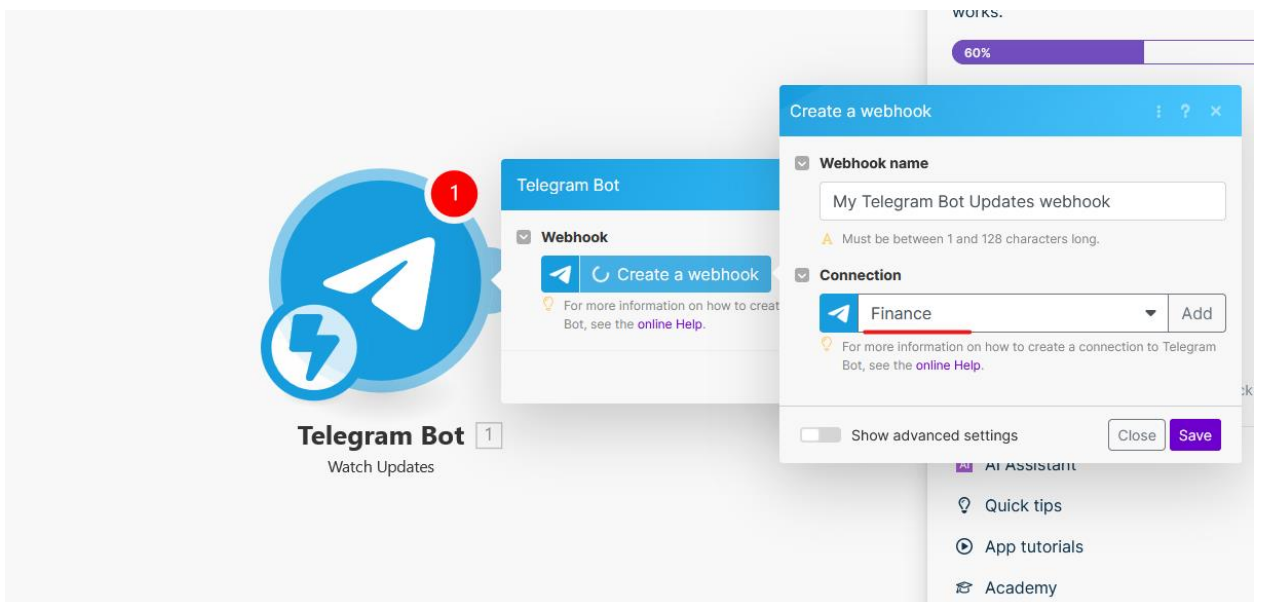 works.
60%
Create a webhook
Webhook name
My Telegram Bot Updates webhook
A Must be between 1 and 128 characters long.
Connection
Finance
Add
For more information on how to create a connection to Telegram
Bot, see the online Help.
Show advanced settings
Close
Save
Telegram Bot
Webhook
Create a webhook
For more information on how to creat
Bot, see the online Help.
1
Telegram Bot 1
Watch Updates
AI Assistant
Quick tips
App tutorials
Academy